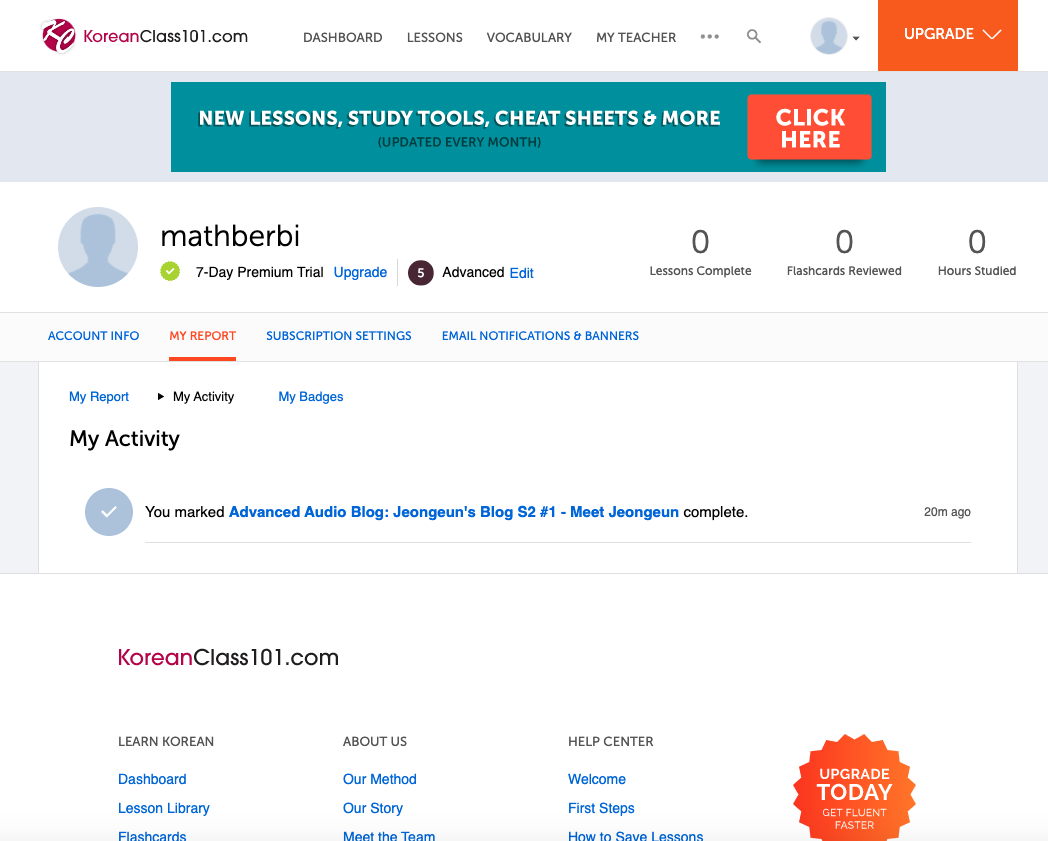 KoreanClass101.com
DASHBOARD LESSONS VOCABULARY MY TEACHER
UPGRADE
NEW LESSONS, STUDY TOOLS, CHEAT SHEETS & MORE
(UPDATED EVERY MONTH)
CLICK
HERE
mathberbi
7-Day Premium Trial Upgrade 5 Advanced Edit
0 0 0
Lessons Complete Flashcards Reviewed Hours Studied
ACCOUNT INFO MY REPORT SUBSCRIPTION SETTINGS EMAIL NOTIFICATIONS & BANNERS
My Report My Activity My Badges
My Activity
You marked Advanced Audio Blog: Jeongeun's Blog S2 #1 - Meet Jeongeun complete. 20m ago
KoreanClass101.com
LEARN KOREAN ABOUT US HELP CENTER
Dashboard Our Method Welcome
Lesson Library Our Story First Steps
Flashcards Meet the Team How to Save Lessons
UPGRADE
TODAY
GET FLUENT
FASTER